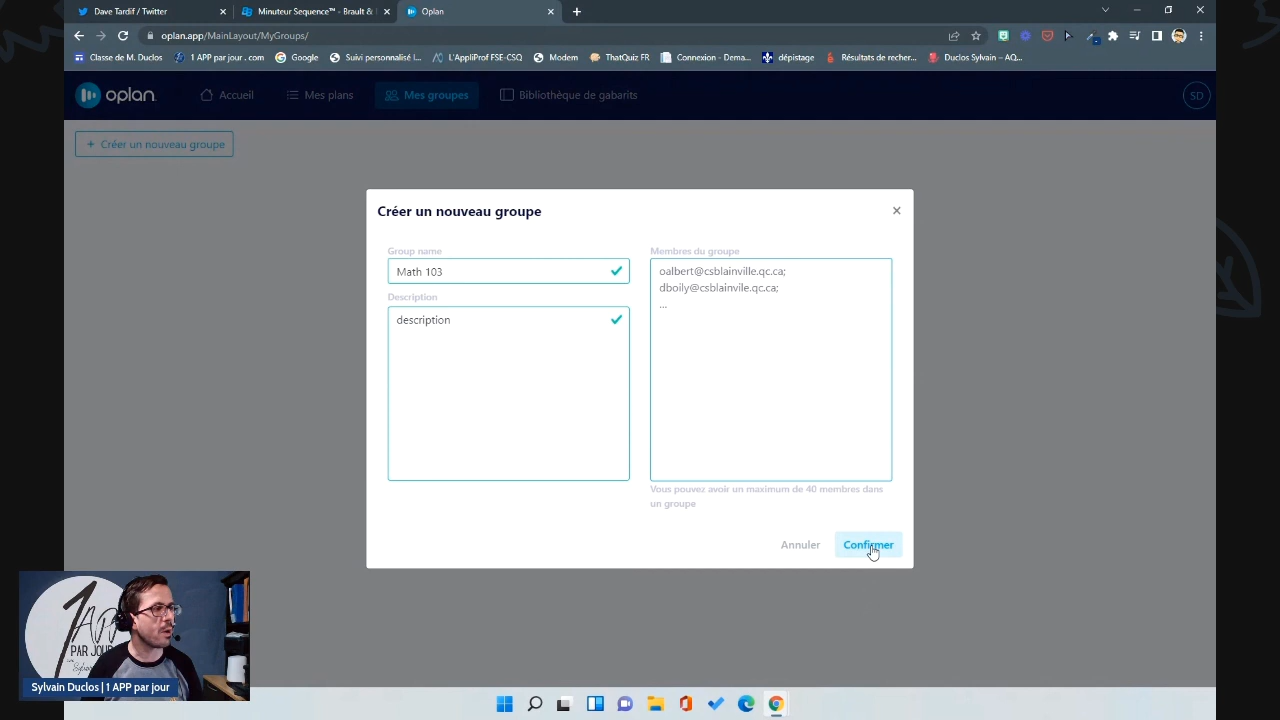 Dave Tardif / Twitter
Minuteur Sequence™ - Brault &
Oplan
oplan.app/MainLayout/MyGroups/
Classe de M. Duclos
1 APP par jour . com
Google
Suivi personnalisé I...
L'AppliProf FSE-CSQ
Modem
ThatQuiz FR
Connexion - Dema...
dépistage
Résultats de recher...
Duclos Sylvain – AQ...
oplan
Accueil
Mes plans
Mes groupes
Bibliothèque de gabarits
SD
+ Créer un nouveau groupe
Créer un nouveau groupe
Group name
Math 103
Description
description
Membres du groupe
oalbert@csblainville.qc.ca;
dboily@csblainvile.qc.ca;
...
Vous pouvez avoir un maximum de 40 membres dans
un groupe
Annuler
Confirmer
1 APP
PAR JOUR
Sylvain Duclos | 1 APP par jour